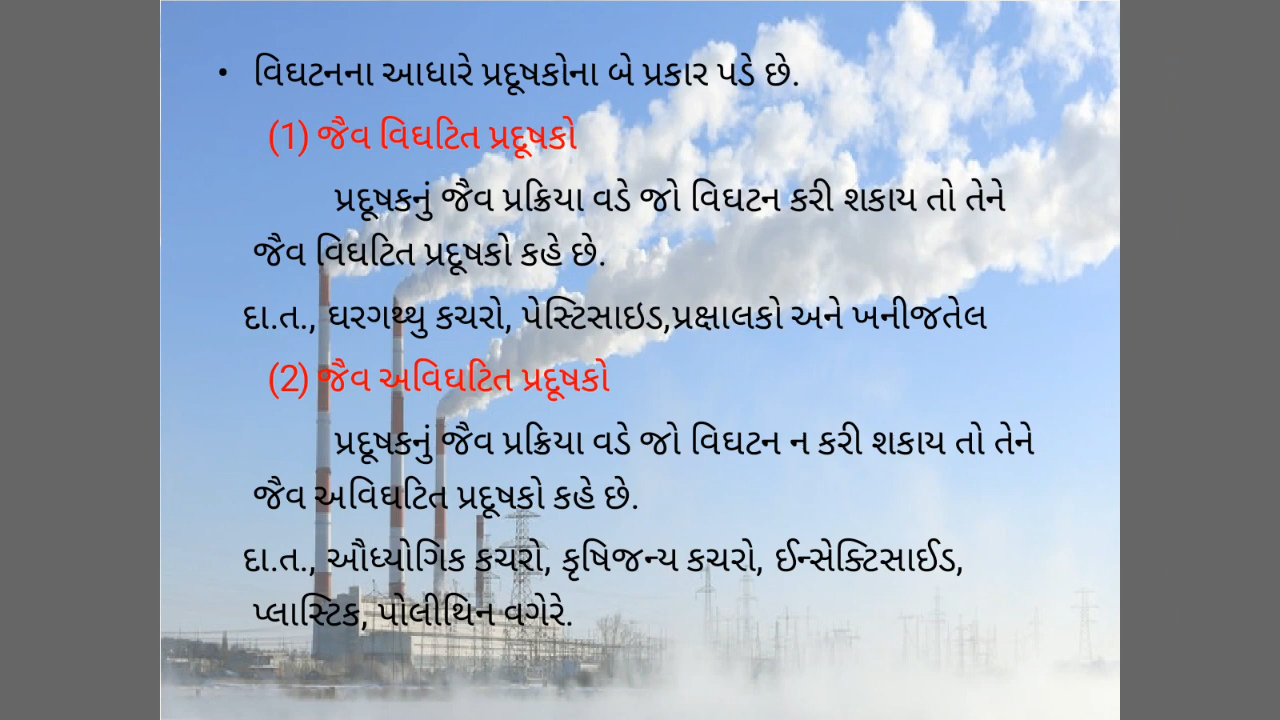 • વિઘટનના આધારે પ્રદૂષકોના બે પ્રકાર પડે છે.
(1) જૈવ વિઘટિત પ્રદૂષકો
પ્રદૂષકનું જૈવ પ્રક્રિયા વડે જો વિઘટન કરી શકાય તો તેને
જૈવ વિઘટિત પ્રદૂષકો કહે છે.
દા.ત., ઘરગથ્થુ કચરો, પેસ્ટિસાઇડ,પ્રક્ષાલકો અને ખનીજતેલ
(2) જૈવ અવિઘટિત પ્રદૂષકો
પ્રદૂષકનું જૈવ પ્રક્રિયા વડે જો વિઘટન ન કરી શકાય તો તેને
જૈવ અવિઘટિત પ્રદૂષકો કહે છે.
દા.ત., ઔધ્યોગિક કચરો, કૃષિજન્ય કચરો, ઈન્સેક્ટિસાઈડ,
પ્લાસ્ટિક, પોલીથિન વગેરે.